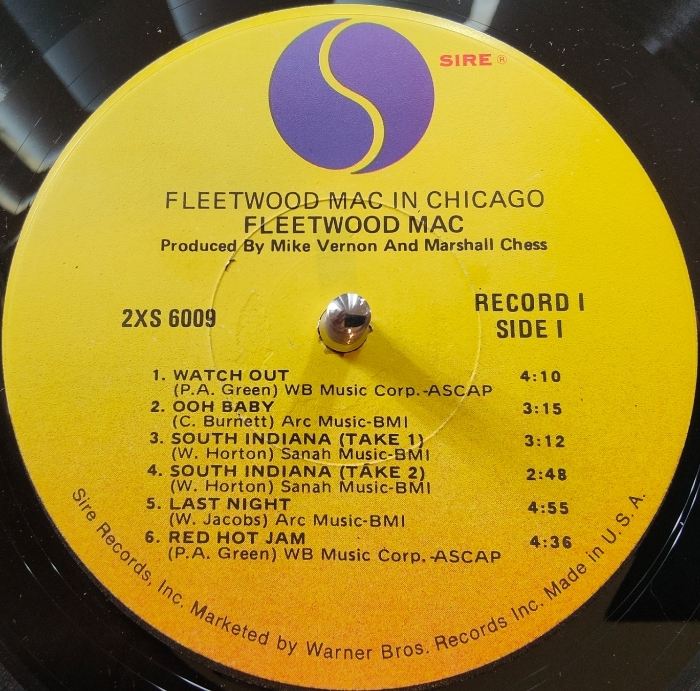 SIRE ®
FLEETWOOD MAC IN CHICAGO
FLEETWOOD MAC
Produced By Mike Vernon And Marshall Chess
2XS 6009
RECORD I
SIDE I
1. WATCH OUT 4:10
(P.A. Green) WB Music Corp.-ASCAP
2. OOH BABY 3:15
(C. Burnett) Arc Music-BMI
3. SOUTH INDIANA (TAKE 1) 3:12
(W. Horton) Sanah Music-BMI
4. SOUTH INDIANA (TAKE 2) 2:48
(W. Horton) Sanah Music-BMI
5. LAST NIGHT 4:55
(W. Jacobs) Arc Music-BMI
6. RED HOT JAM 4:36
(P.A. Green) WB Music Corp.-ASCAP
Sire Records, Inc. Marketed by Warner Bros. Records Inc. Made in U.S.A.